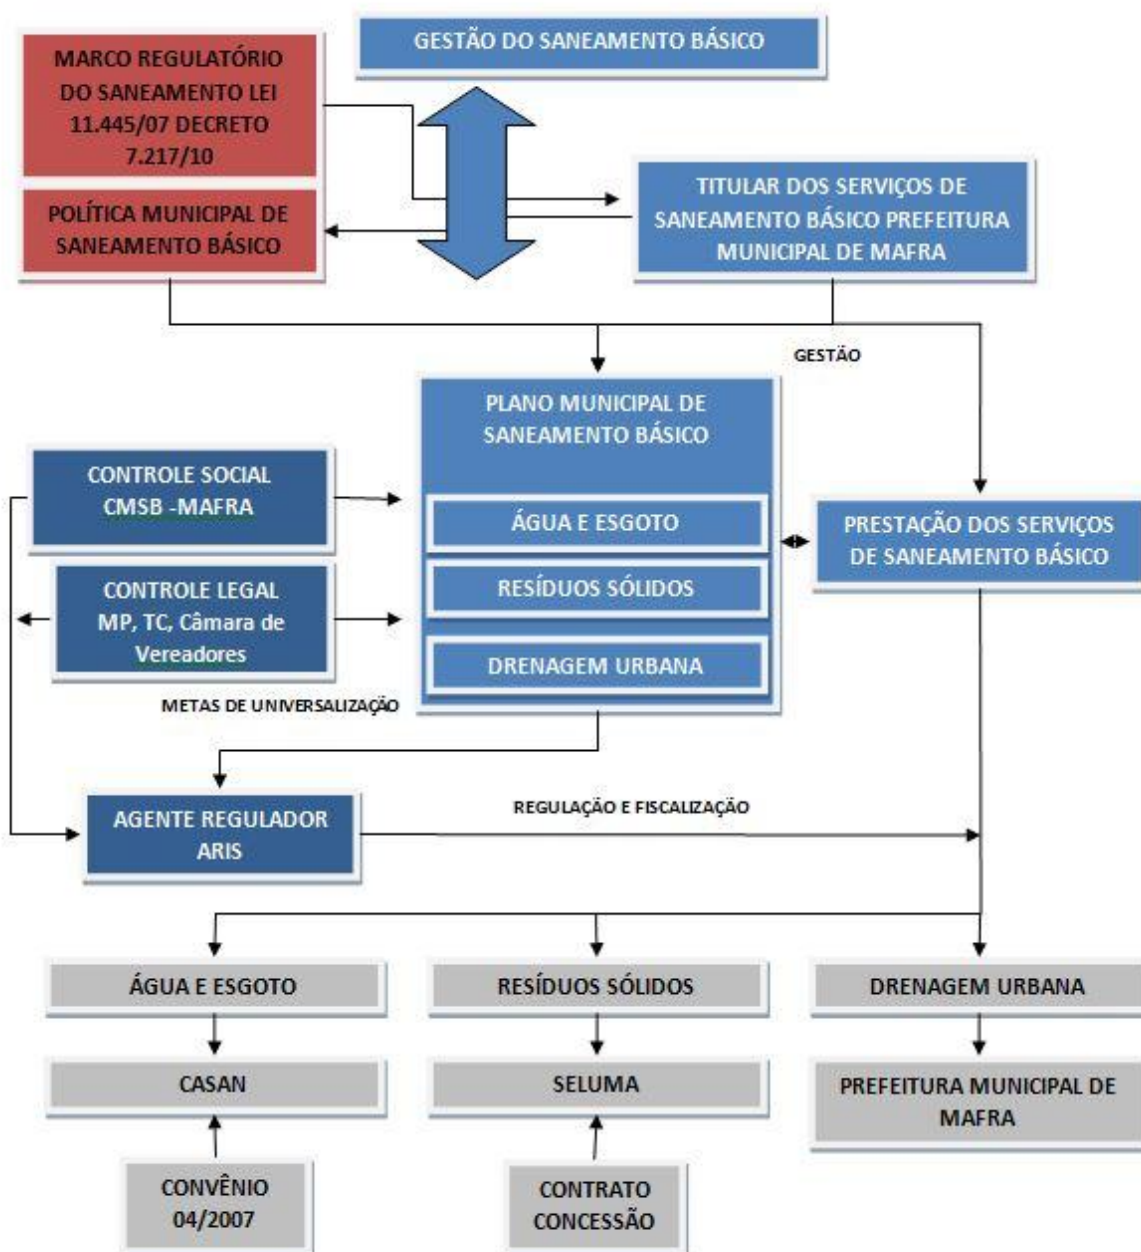 GESTÃO DO SANEAMENTO BÁSICO
MARCO REGULATÓRIO
DO SANEAMENTO LEI
11.445/07 DECRETO
7.217/10
POLÍTICA MUNICIPAL DE
SANEAMENTO BÁSICO
TITULAR DOS SERVIÇOS DE
SANEAMENTO BÁSICO PREFEITURA
MUNICIPAL DE MAFRA
GESTÃO
PLANO MUNICIPAL DE
SANEAMENTO BÁSICO
ÁGUA E ESGOTO
RESÍDUOS SÓLIDOS
DRENAGEM URBANA
CONTROLE SOCIAL
CMSB -MAFRA
CONTROLE LEGAL
MP, TC, Câmara de
Vereadores
PRESTAÇÃO DOS SERVIÇOS
DE SANEAMENTO BÁSICO
METAS DE UNIVERSALIZAÇÃO
AGENTE REGULADOR
ARIS
REGULAÇÃO E FISCALIZAÇÃO
ÁGUA E ESGOTO
RESÍDUOS SÓLIDOS
DRENAGEM URBANA
CASAN
SELUMA
PREFEITURA MUNICIPAL DE
MAFRA
CONVÊNIO
04/2007
CONTRATO
CONCESSÃO